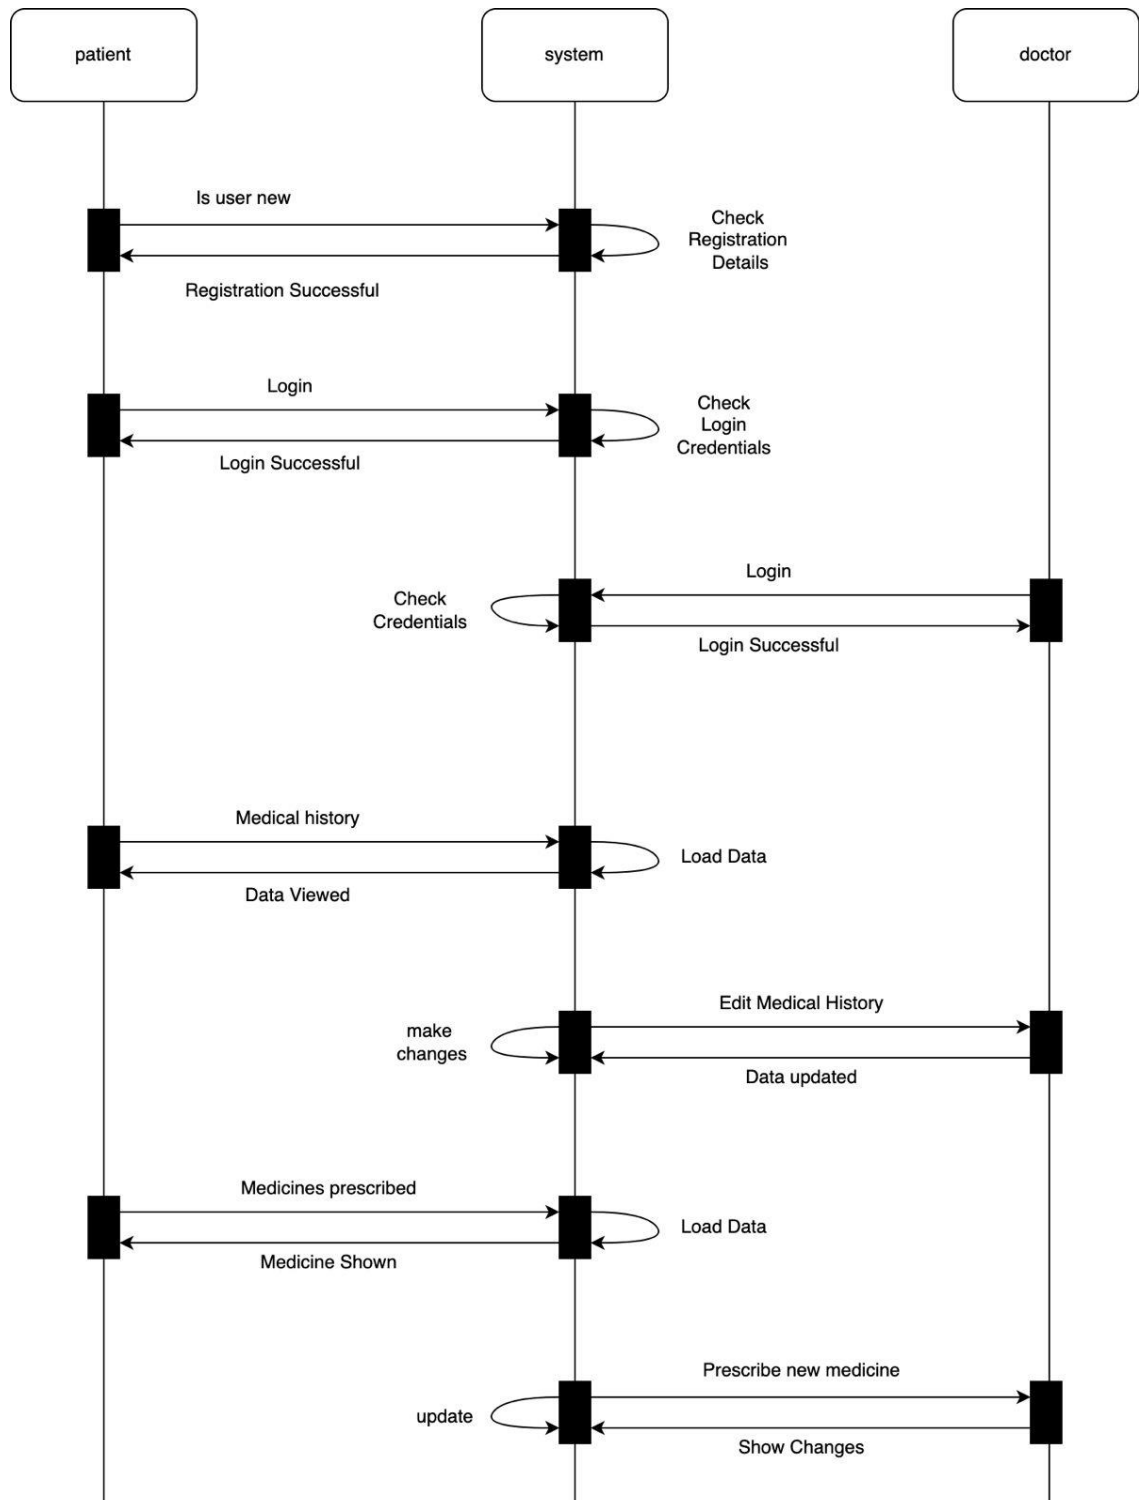 patient
system
doctor
Is user new
Check
Registration
Details
Registration Successful
Login
Check
Login
Credentials
Login Successful
Login
Check
Credentials
Login Successful
Medical history
Load Data
Data Viewed
Edit Medical History
make
changes
Data updated
Medicines prescribed
Load Data
Medicine Shown
Prescribe new medicine
update
Show Changes